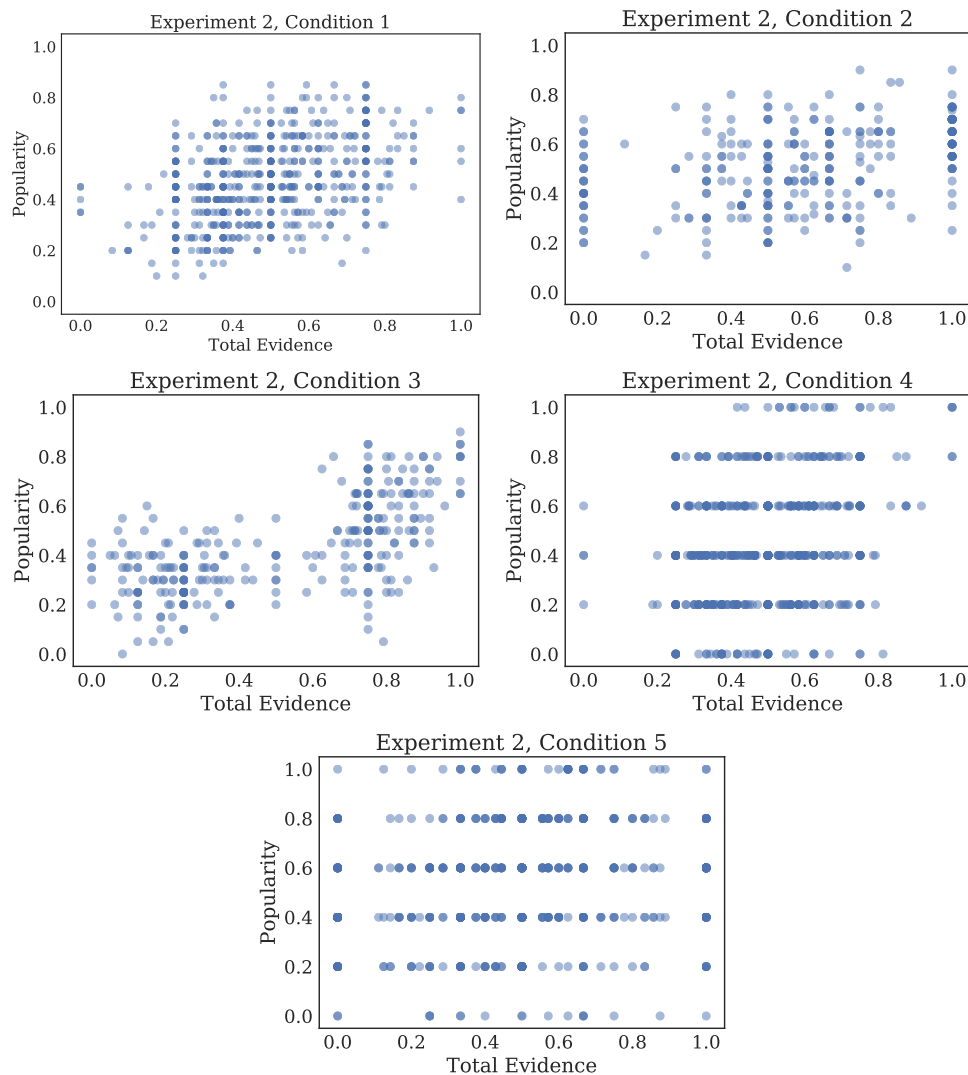 Experiment 2, Condition 1
1.0
0.8
0.6
0.4
0.2
0.0
Popularity
0.0 0.2 0.4 0.6 0.8 1.0
Total Evidence
Experiment 2, Condition 2
1.0
0.8
0.6
0.4
0.2
0.0
Popularity
0.0 0.2 0.4 0.6 0.8 1.0
Total Evidence
Experiment 2, Condition 3
1.0
0.8
0.6
0.4
0.2
0.0
Popularity
0.0 0.2 0.4 0.6 0.8 1.0
Total Evidence
Experiment 2, Condition 4
1.0
0.8
0.6
0.4
0.2
0.0
Popularity
0.0 0.2 0.4 0.6 0.8 1.0
Total Evidence
Experiment 2, Condition 5
1.0
0.8
0.6
0.4
0.2
0.0
Popularity
0.0 0.2 0.4 0.6 0.8 1.0
Total Evidence